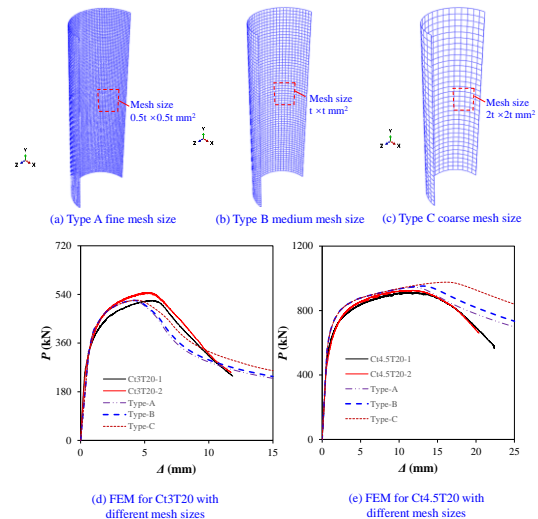 Mesh size
0.5t ×0.5t mm²
Mesh size
t ×t mm²
Mesh size
2t ×2t mm²
Y
Z
X
Y
Z
X
Y
Z
X
(a) Type A fine mesh size
(b) Type B medium mesh size
(c) Type C coarse mesh size
720
540
360
180
0
P (kN)
Ct3T20-1
Ct3T20-2
Type-A
Type-B
Type-C
0
5
10
15
Δ (mm)
(d) FEM for Ct3T20 with
different mesh sizes
1200
900
600
300
0
P (kN)
Ct4.5T20-1
Ct4.5T20-2
Type-A
Type-B
Type-C
0
5
10
15
20
25
Δ (mm)
(e) FEM for Ct4.5T20 with
different mesh sizes